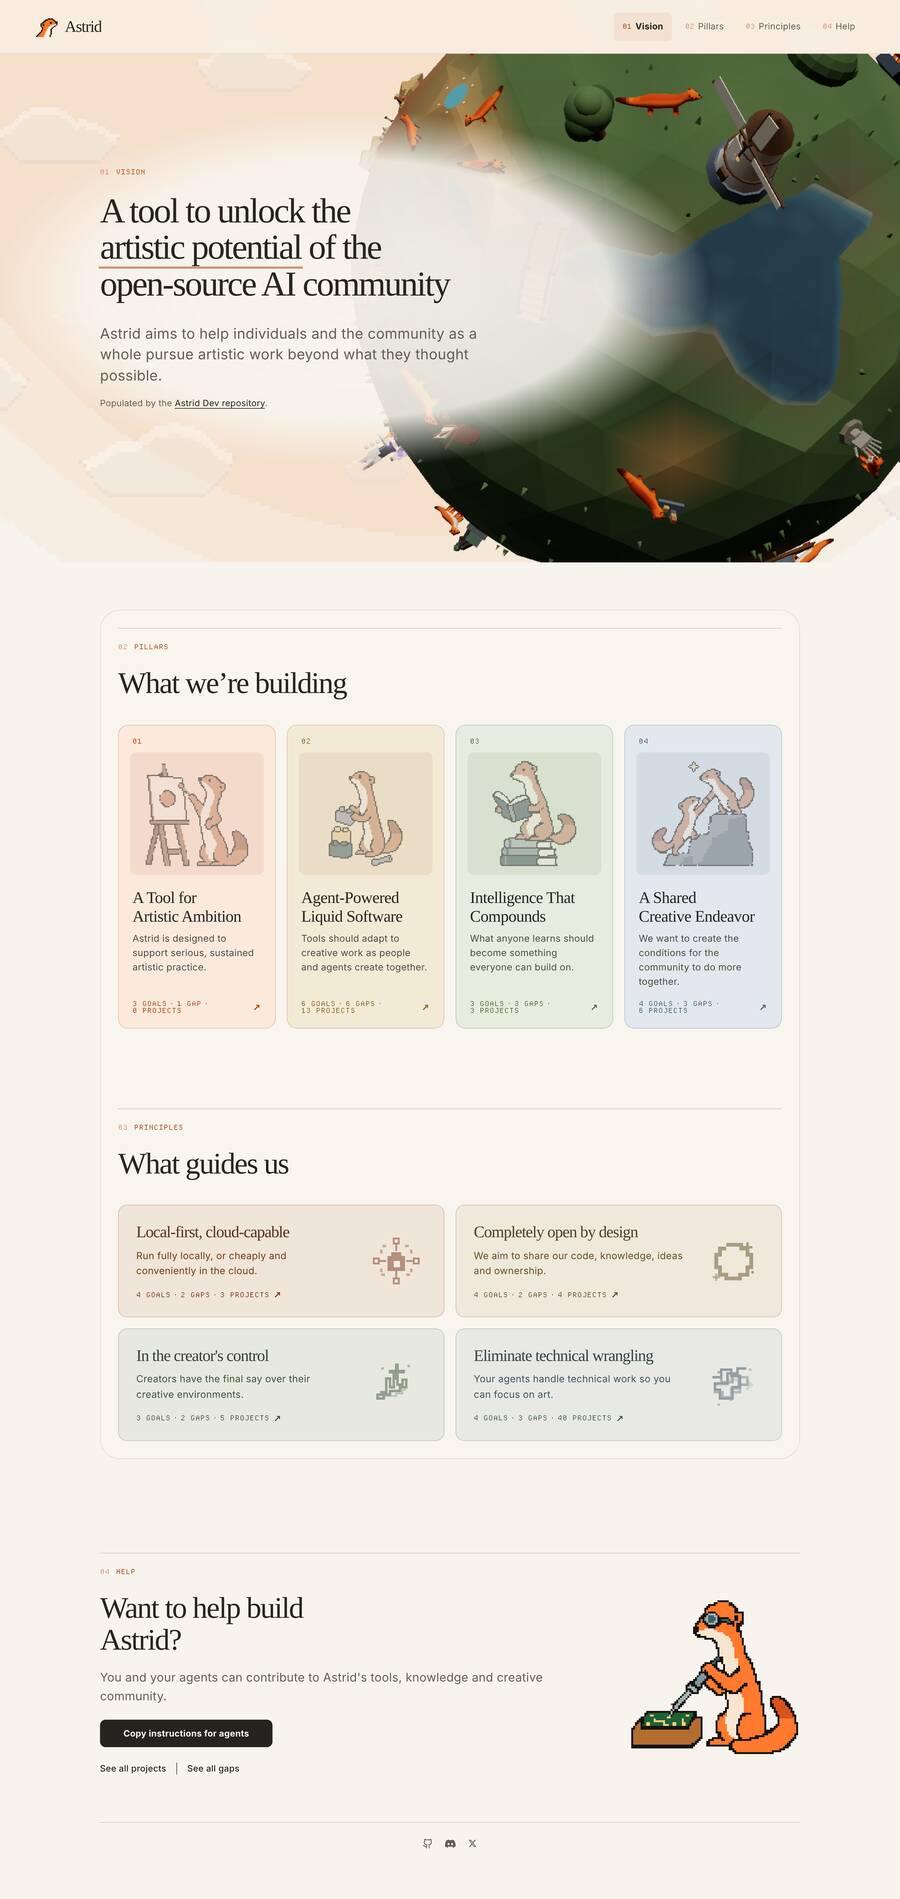 Astrid
01 Vision
02 Pillars
03 Principles
04 Help
01 VISION
A tool to unlock the
artistic potential of the
open-source AI community
Astrid aims to help individuals and the community as a
whole pursue artistic work beyond what they thought
possible.
Populated by the Astrid Dev repository.
02 PILLARS
What we’re building
01
A Tool for
Artistic Ambition
Astrid is designed to
support serious, sustained
artistic practice.
3 GOALS · 1 GAP ·
0 PROJECTS ↗
02
Agent-Powered
Liquid Software
Tools should adapt to
creative work as people
and agents create together.
6 GOALS · 6 GAPS ·
13 PROJECTS ↗
03
Intelligence That
Compounds
What anyone learns should
become something
everyone can build on.
3 GOALS · 3 GAPS ·
3 PROJECTS ↗
04
A Shared
Creative Endeavor
We want to create the
conditions for the
community to do more
together.
4 GOALS · 3 GAPS ·
6 PROJECTS ↗
03 PRINCIPLES
What guides us
Local-first, cloud-capable
Run fully locally, or cheaply and
conveniently in the cloud.
4 GOALS · 2 GAPS · 3 PROJECTS ↗
Completely open by design
We aim to share our code, knowledge, ideas
and ownership.
4 GOALS · 2 GAPS · 4 PROJECTS ↗
In the creator's control
Creators have the final say over their
creative environments.
3 GOALS · 2 GAPS · 5 PROJECTS ↗
Eliminate technical wrangling
Your agents handle technical work so you
can focus on art.
4 GOALS · 3 GAPS · 40 PROJECTS ↗
04 HELP
Want to help build
Astrid?
You and your agents can contribute to Astrid's tools, knowledge and creative
community.
Copy instructions for agents
See all projects | See all gaps